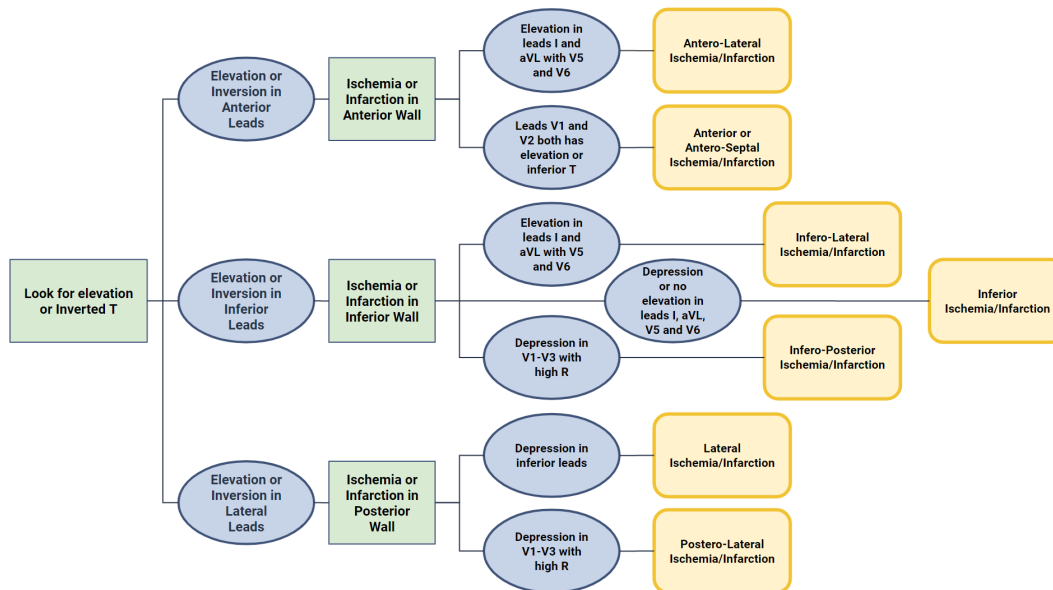 Look for elevation
or Inverted T
Elevation or
Inversion in
Anterior
Leads
Ischemia or
Infarction in
Anterior Wall
Elevation in
leads I and
aVL with V5
and V6
Antero-Lateral
Ischemia/Infarction
Leads V1 and
V2 both has
elevation or
inferior T
Anterior or
Antero-Septal
Ischemia/Infarction
Elevation or
Inversion in
Inferior
Leads
Ischemia or
Infarction in
Inferior Wall
Elevation in
leads I and
aVL with V5
and V6
Infero-Lateral
Ischemia/Infarction
Depression
or no
elevation in
leads I, aVL,
V5 and V6
Inferior
Ischemia/Infarction
Depression in
V1-V3 with
high R
Infero-Posterior
Ischemia/Infarction
Elevation or
Inversion in
Lateral
Leads
Ischemia or
Infarction in
Posterior
Wall
Depression in
inferior leads
Lateral
Ischemia/Infarction
Depression in
V1-V3 with
high R
Postero-Lateral
Ischemia/Infarction